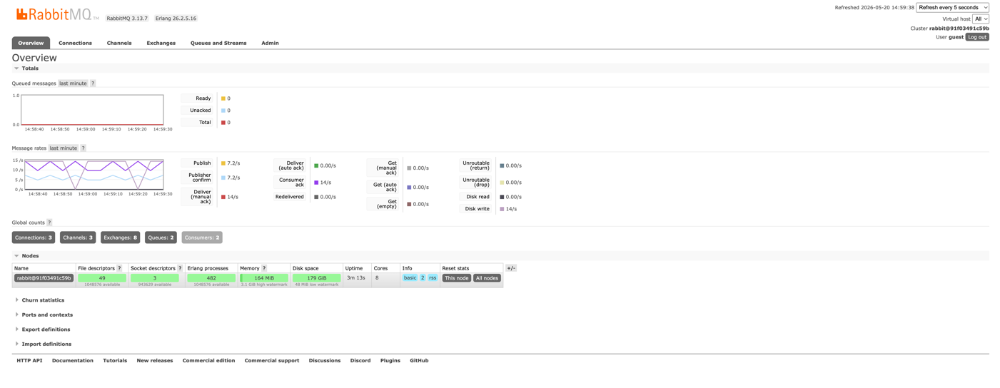 RabbitMQ TM RabbitMQ 3.13.7 Erlang 26.2.5.16
Refreshed 2026-05-20 14:59:38 Refresh every 5 seconds
Virtual host All
Cluster rabbit@91f03491c59b
User guest Log out
Overview Connections Channels Exchanges Queues and Streams Admin
Overview
Totals
Queued messages last minute ?
1.0
0.0
14:58:40 14:58:50 14:59:00 14:59:10 14:59:20 14:59:30
Ready 0
Unacked 0
Total 0
Message rates last minute ?
15 /s
10 /s
5 /s
0 /s
14:58:40 14:58:50 14:59:00 14:59:10 14:59:20 14:59:30
Publish 7.2/s
Publisher
confirm 7.2/s
Deliver
(manual
ack) 14/s
Deliver
(auto ack) 0.00/s
Consumer
ack 14/s
Redelivered 0.00/s
Get
(manual
ack) 0.00/s
Get (auto
ack) 0.00/s
Get
(empty) 0.00/s
Unroutable
(return) 0.00/s
Unroutable
(drop) 0.00/s
Disk read 0.00/s
Disk write 14/s
Global counts ?
Connections: 3 Channels: 3 Exchanges: 8 Queues: 2 Consumers: 2
Nodes
Name File descriptors ? Socket descriptors ? Erlang processes Memory ? Disk space Uptime Cores Info Reset stats +/-
rabbit@91f03491c59b 49 3 482 164 MiB 179 GiB 3m 13s 8 basic 2 rss This node All nodes
1048576 available 943629 available 1048576 available 3.1 GiB high watermark 48 MiB low watermark
Churn statistics
Ports and contexts
Export definitions
Import definitions
HTTP API Documentation Tutorials New releases Commercial edition Commercial support Discussions Discord Plugins GitHub